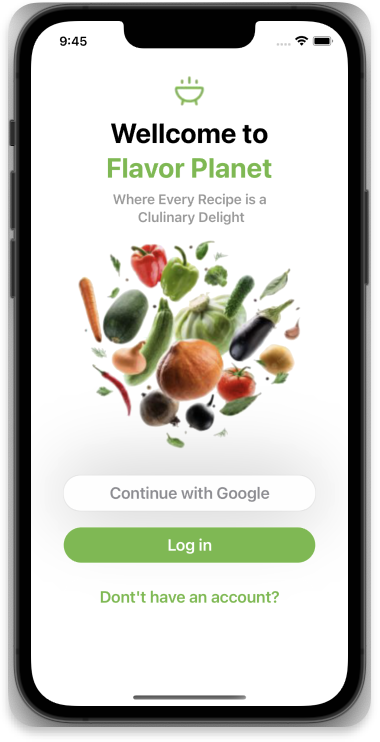 9:45
Wellcome to
Flavor Planet
Where Every Recipe is a
Clulinary Delight
Continue with Google
Log in
Dont't have an account?